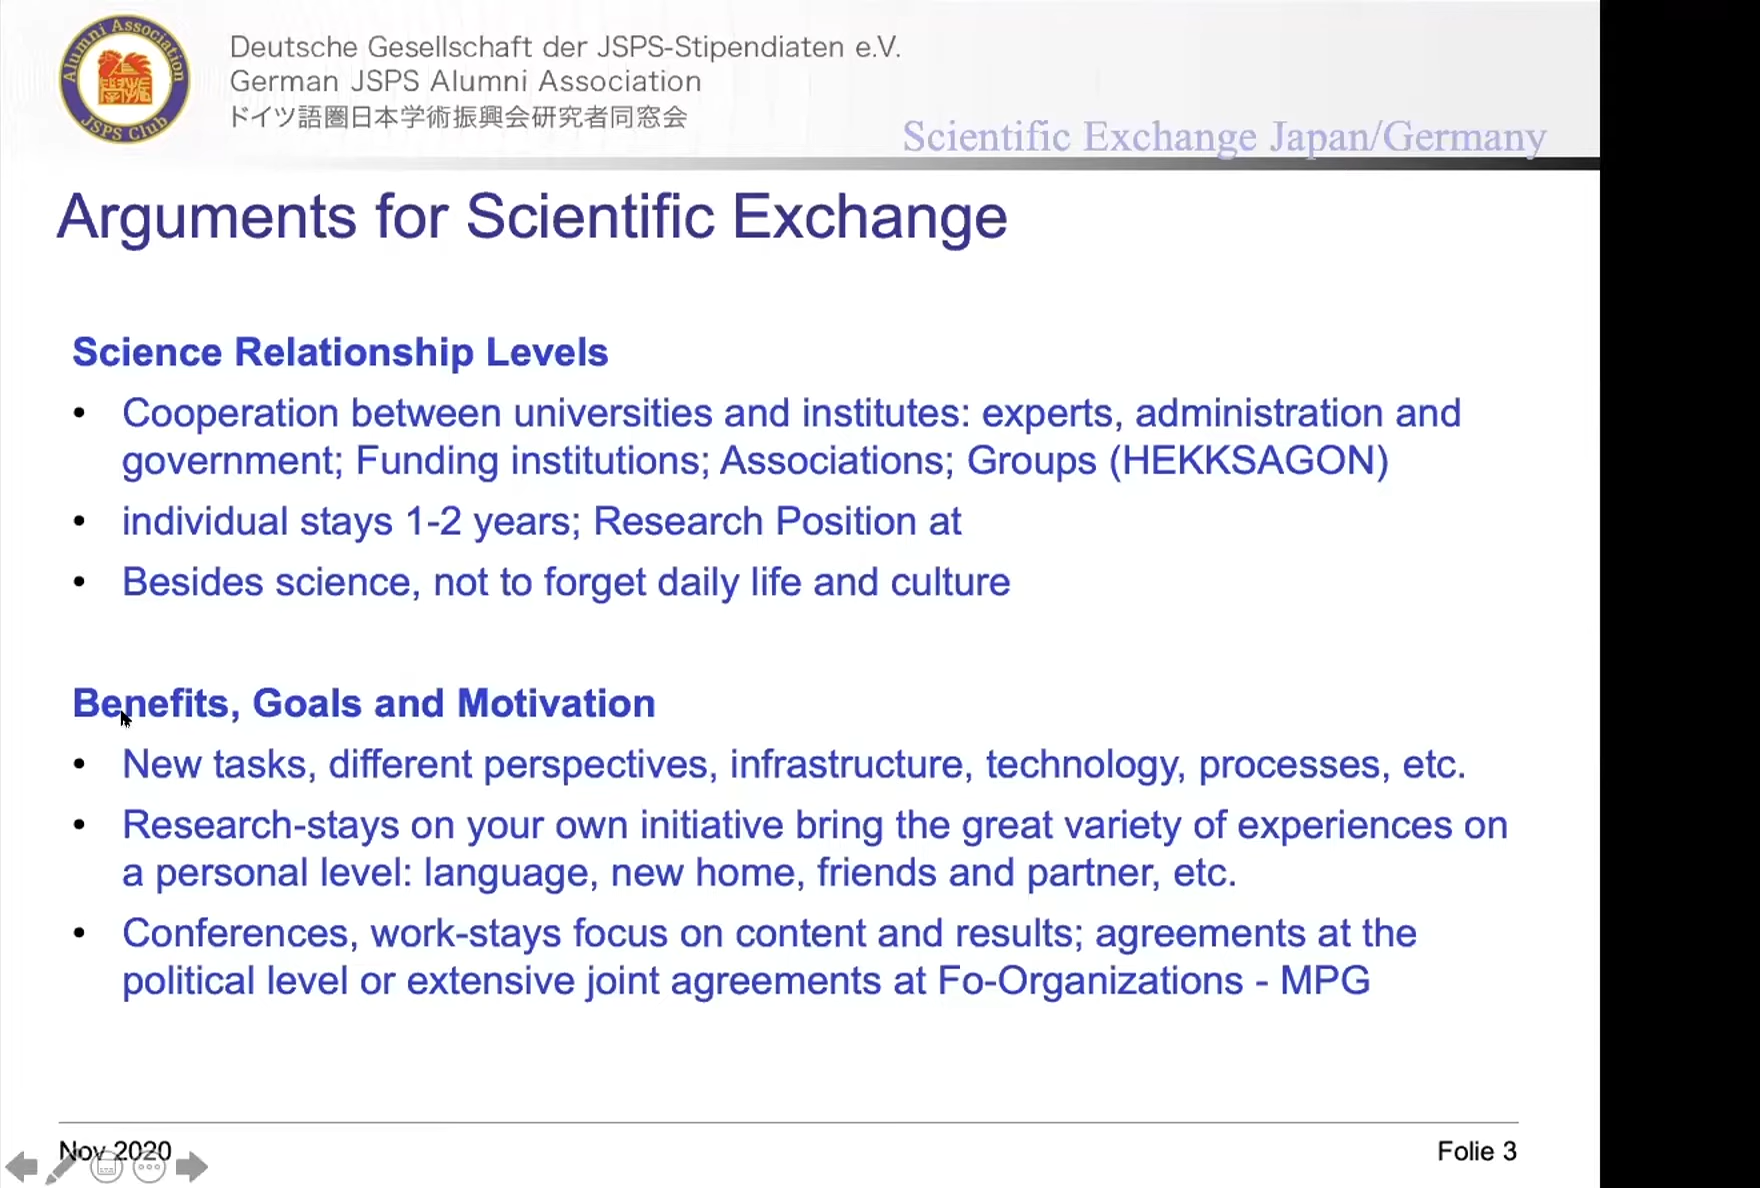 Alumni Association
JSPS Club
Deutsche Gesellschaft der JSPS-Stipendiaten e.V.
German JSPS Alumni Association
ドイツ語圏日本学術振興会研究者同窓会
Scientific Exchange Japan/Germany
Arguments for Scientific Exchange
Science Relationship Levels
• Cooperation between universities and institutes: experts, administration and
government; Funding institutions; Associations; Groups (HEKKSAGON)
• individual stays 1-2 years; Research Position at
• Besides science, not to forget daily life and culture
Benefits, Goals and Motivation
• New tasks, different perspectives, infrastructure, technology, processes, etc.
• Research-stays on your own initiative bring the great variety of experiences on
a personal level: language, new home, friends and partner, etc.
• Conferences, work-stays focus on content and results; agreements at the
political level or extensive joint agreements at Fo-Organizations - MPG
Nov 2020
Folie 3